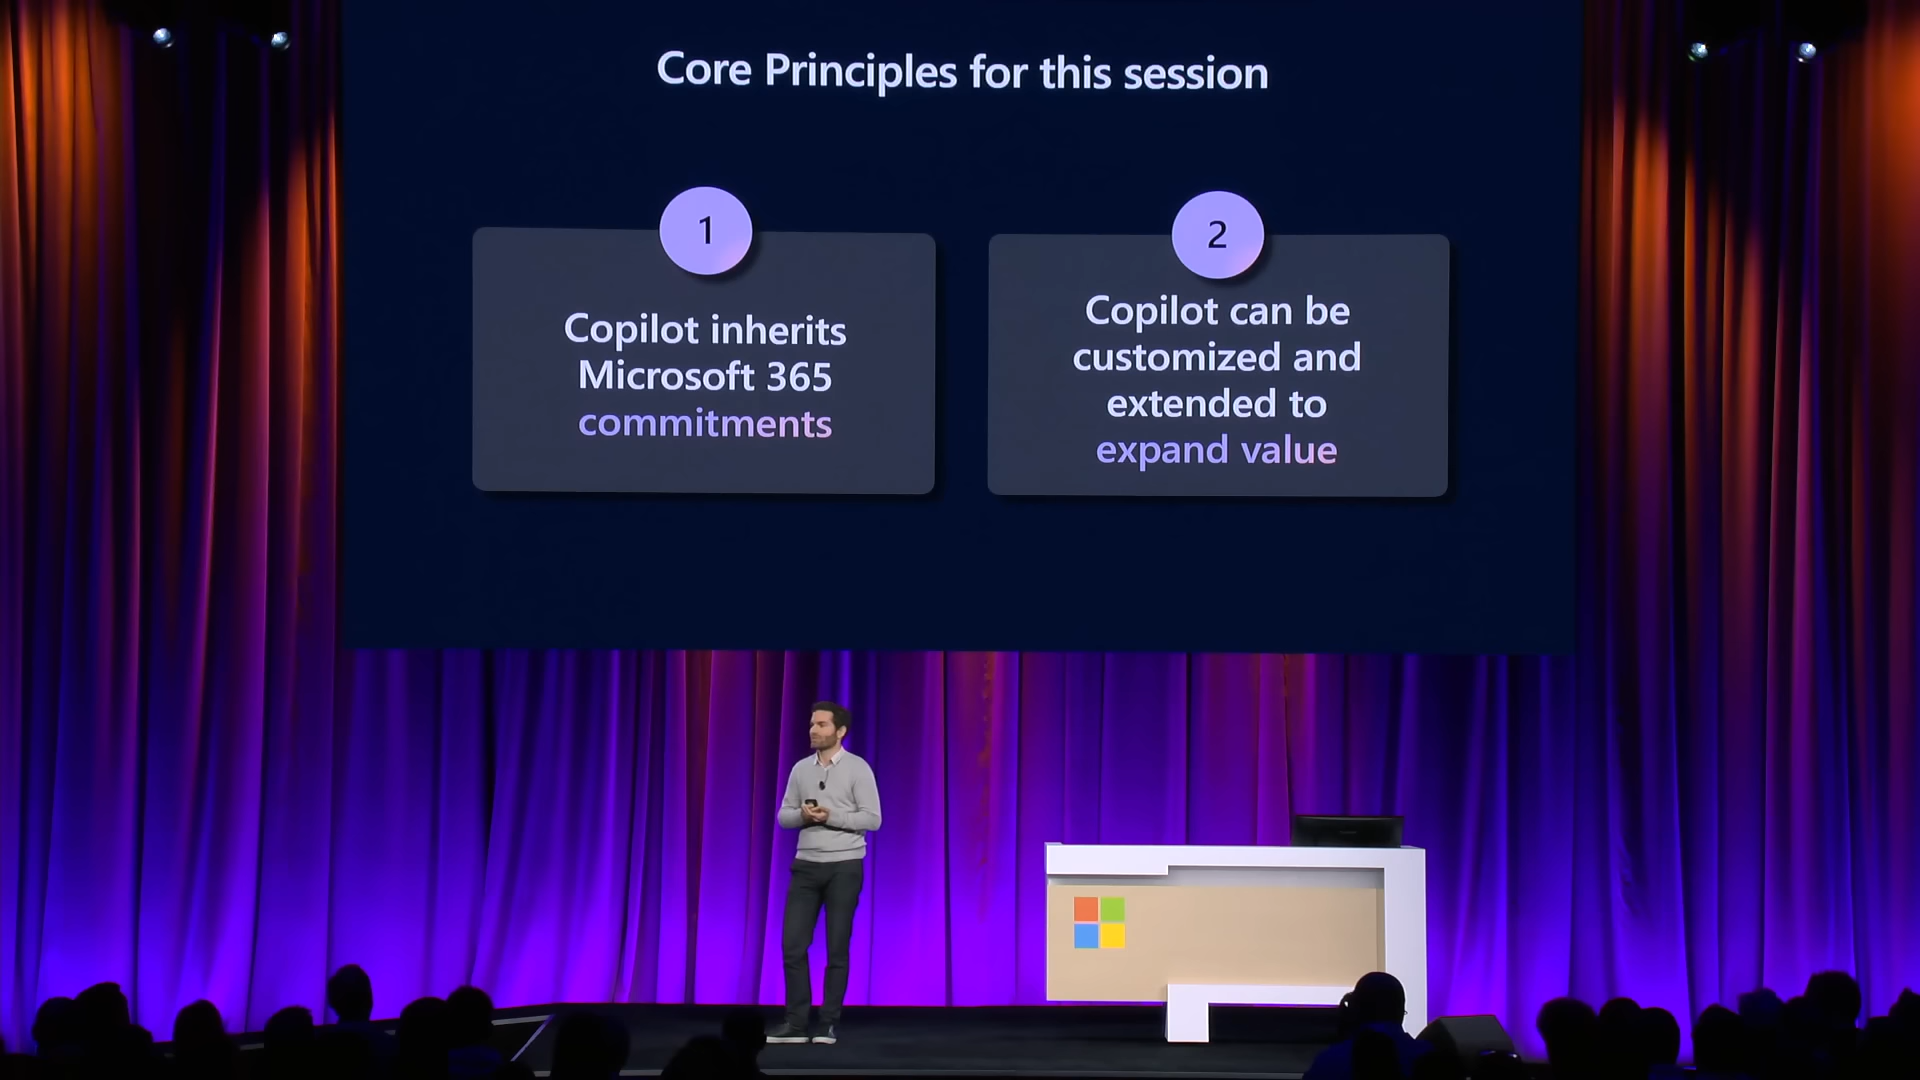 Core Principles for this session
1
Copilot inherits
Microsoft 365
commitments
2
Copilot can be
customized and
extended to
expand value